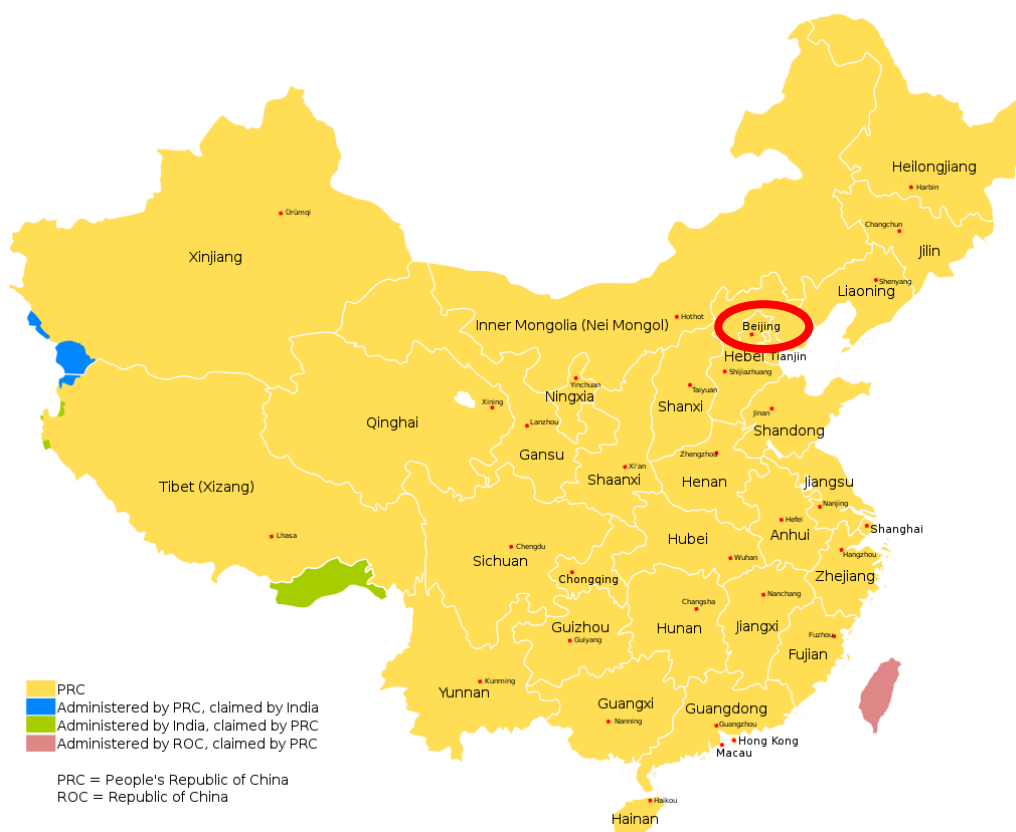 Heilongjiang
Harbin
Ürümqi
Changchun
Jilin
Xinjiang
Shenyang
Liaoning
Hothot
Inner Mongolia (Nei Mongol)
Beijing
Hebei Tianjin
Shijiazhuang
Yinchuan
Taiyuan
Ningxia
Xining
Shanxi
Jinan
Qinghai
Lanzhou
Shandong
Gansu
Zhengzhou
Xi'an
Shaanxi
Henan
Jiangsu
Tibet (Xizang)
Nanjing
Hefei
Shanghai
Anhui
Lhasa
Hubei
Chengdu
Hangzhou
Sichuan
Wuhan
Chongqing
Zhejiang
Nanchang
Changsha
Guizhou
Hunan
Jiangxi
Guiyang
Fuzhou
Fujian
Kunming
Yunnan
Guangxi
Guangdong
Nanning
Guangzhou
Hong Kong
Macau
Haikou
Hainan
PRC
Administered by PRC, claimed by India
Administered by India, claimed by PRC
Administered by ROC, claimed by PRC
PRC = People's Republic of China
ROC = Republic of China